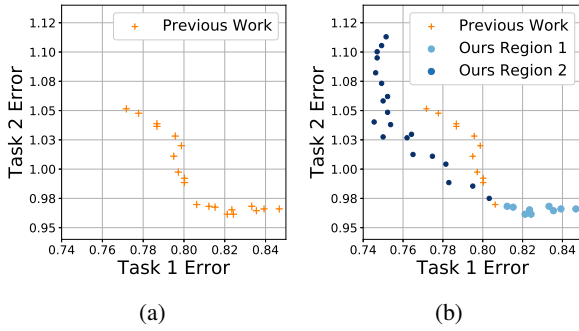 Previous Work
1.12
1.10
1.08
1.05
1.03
1.00
0.98
0.95
Task 2 Error
0.74 0.76 0.78 0.80 0.82 0.84
Task 1 Error
(a)
Previous Work
Ours Region 1
Ours Region 2
1.12
1.10
1.08
1.05
1.03
1.00
0.98
0.95
Task 2 Error
0.74 0.76 0.78 0.80 0.82 0.84
Task 1 Error
(b)